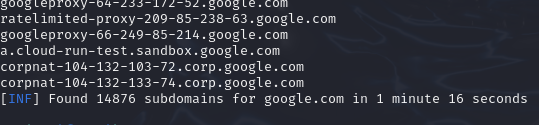 googleproxy-64-233-172-52.google.com
ratelimited-proxy-209-85-238-63.google.com
googleproxy-66-249-85-214.google.com
a.cloud-run-test.sandbox.google.com
corpnat-104-132-103-72.corp.google.com
corpnat-104-132-133-74.corp.google.com
[INF] Found 14876 subdomains for google.com in 1 minute 16 seconds